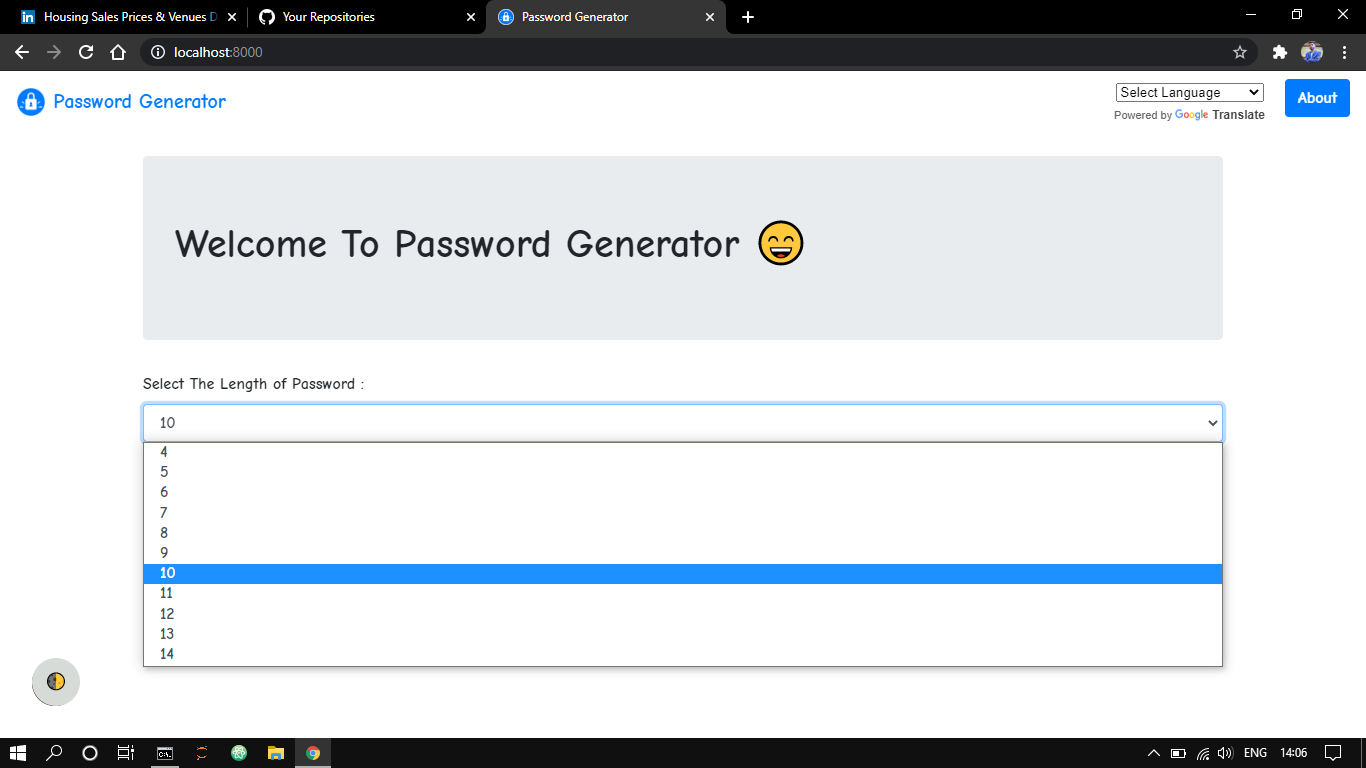 Housing Sales Prices & Venues D
Your Repositories
Password Generator
localhost:8000
Password Generator
Select Language
Powered by Google Translate
About
Welcome To Password Generator
Select The Length of Password :
10
4
5
6
7
8
9
10
11
12
13
14
ENG 14:06